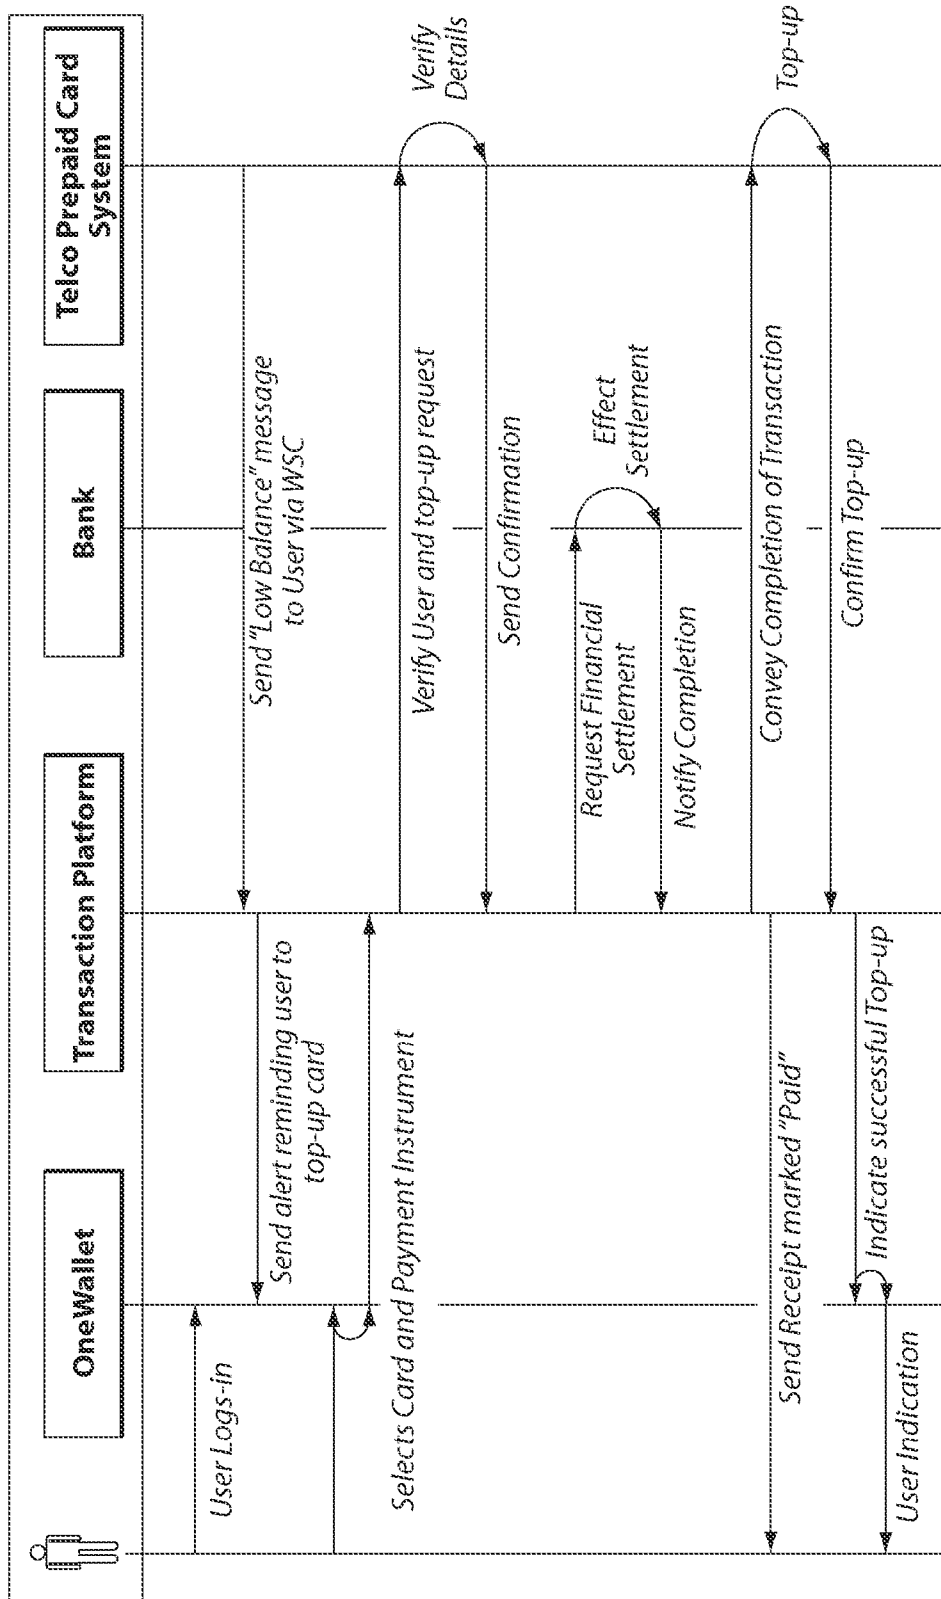 OneWallet
Transaction Platform
Bank
Telco Prepaid Card
System
User Logs-in
Send "Low Balance" message
to User via WSC
Send alert reminding user to
top-up card
Selects Card and Payment Instrument
Verify User and top-up request
Verify
Details
Send Confirmation
Request Financial
Settlement
Effect
Settlement
Notify Completion
Convey Completion of Transaction
Send Receipt marked "Paid"
Top-up
Confirm Top-up
Indicate successful Top-up
User Indication